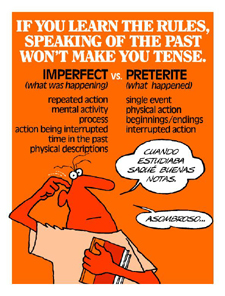 IF YOU LEARN THE RULES,
SPEAKING OF THE PAST
WON'T MAKE YOU TENSE.
IMPERFECT vs. PRETERITE
(what was happening) (what happened)
repeated action single event
mental activity physical action
process beginnings/endings
action being interrupted interrupted action
time in the past
physical descriptions
CUANDO
ESTUDIABA
SAQUÉ BUENAS
NOTAS.
ASOMBROSO...